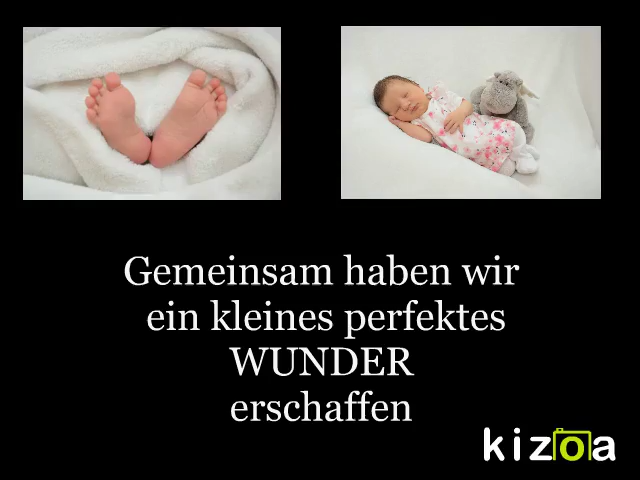 Gemeinsam haben wir
ein kleines perfektes
WUNDER
erschaffen
kizoa